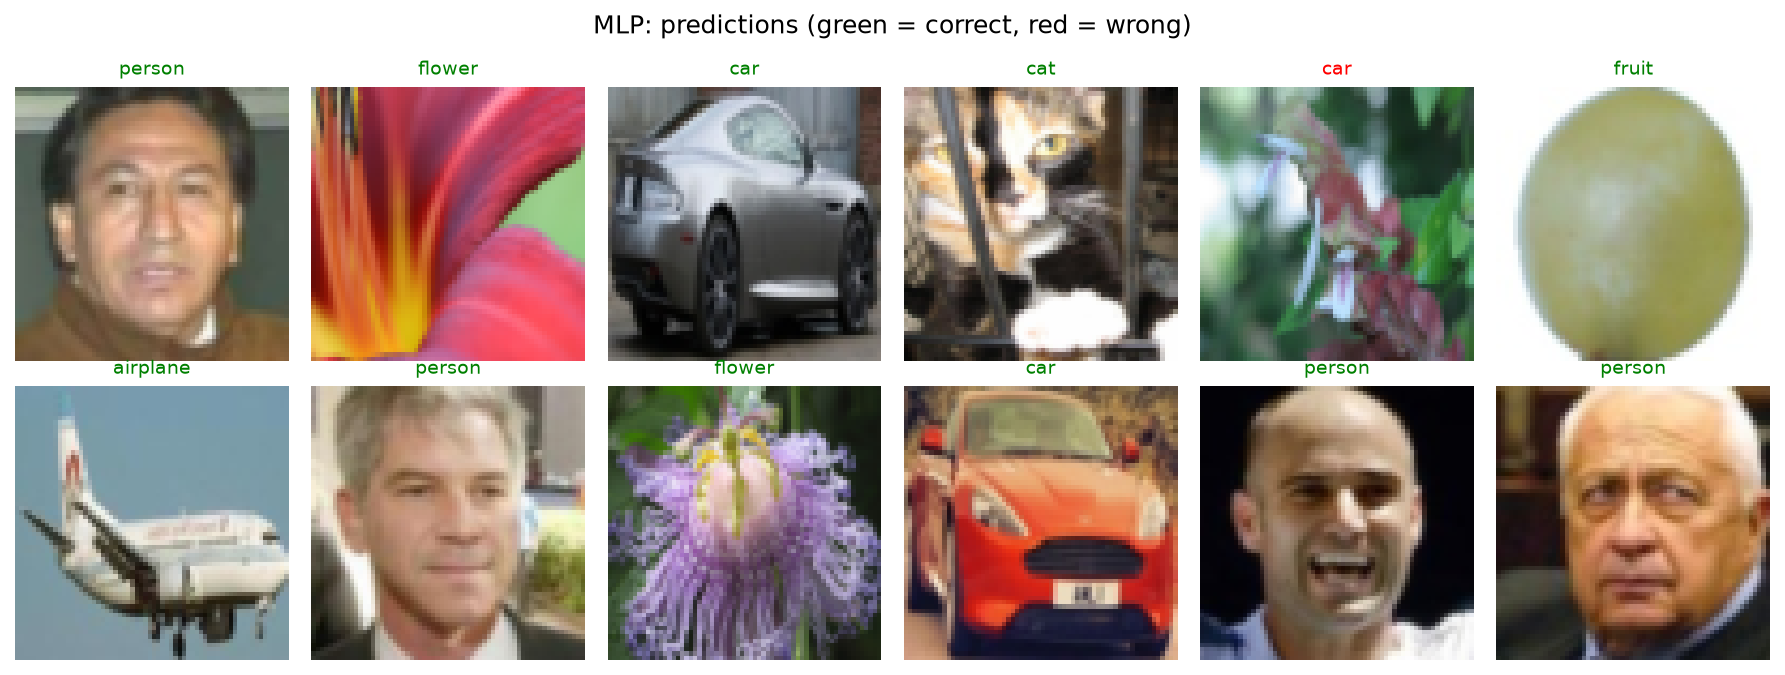 MLP: predictions (green = correct, red = wrong)
person flower car cat car fruit
airplane person flower car person person